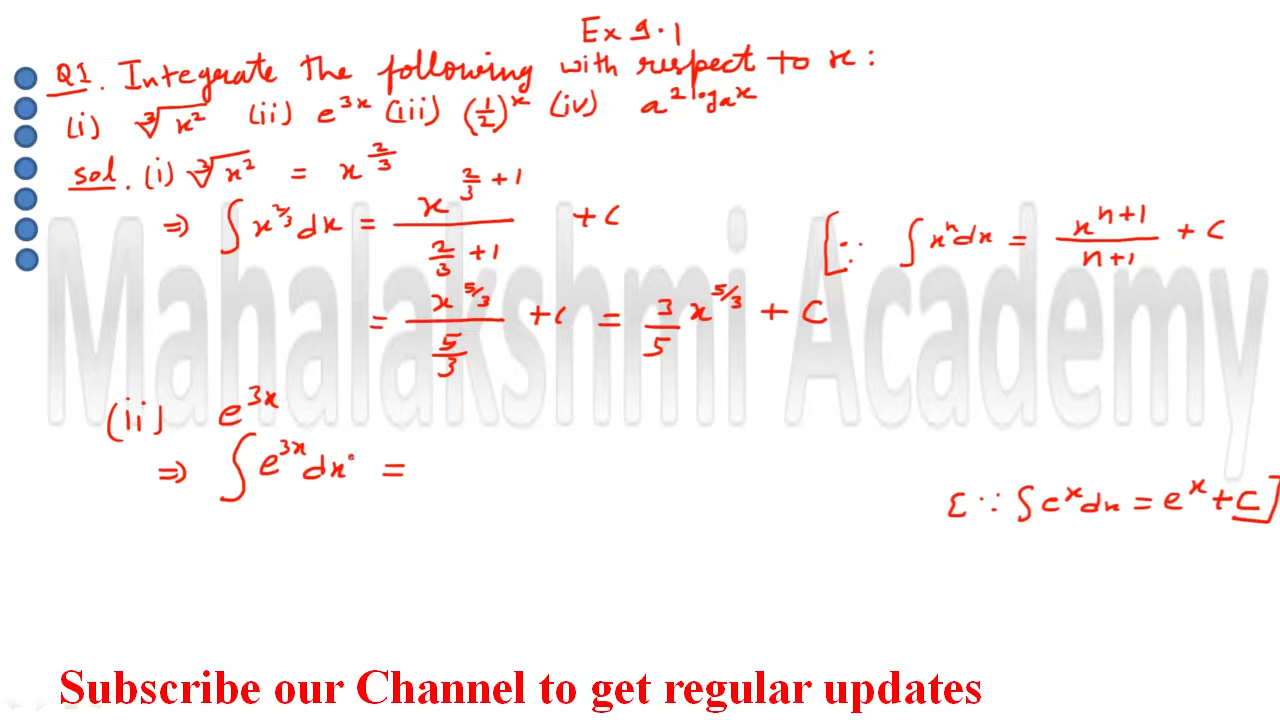 Ex 9.1
Q1. Integrate the following with respect to x:
(i) ∛x² (ii) e^3x (iii) (1/2)^x (iv) a^2 log_a x
sol. (i) ∛x² = x^2/3
⇒ ∫ x^2/3 dx = x^(2/3 + 1) / (2/3 + 1) + C [∵ ∫ xⁿ dx = x^(n+1) / (n+1) + C
= x^5/3 / (5/3) + C = 3/5 x^5/3 + C
Mahalakshmi Academy
(ii) e^3x
⇒ ∫ e^3x dx =
[∵ ∫ e^x dx = e^x + C]
Subscribe our Channel to get regular updates